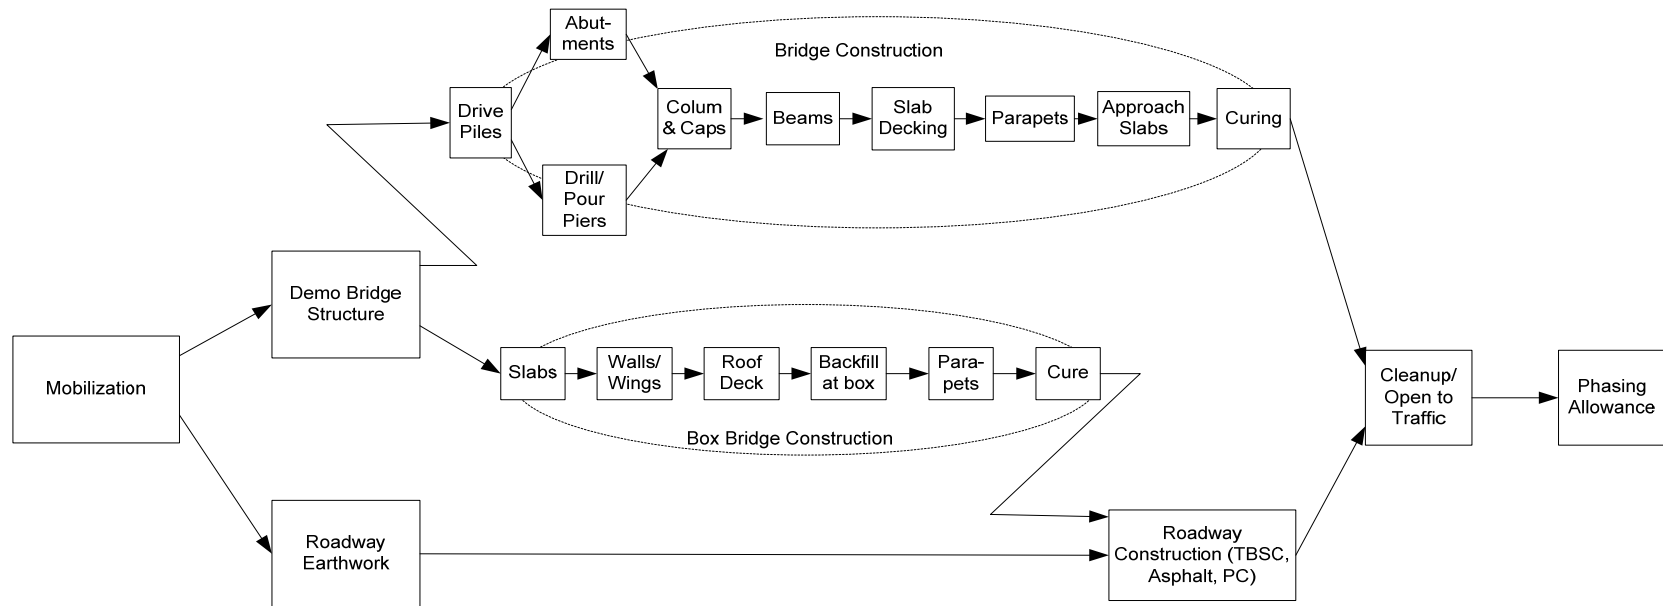 Abut-
ments
Bridge Construction
Drive
Piles
Colum
& Caps
Beams
Slab
Decking
Parapets
Approach
Slabs
Curing
Drill/
Pour
Piers
Demo Bridge
Structure
Mobilization
Slabs
Walls/
Wings
Roof
Deck
Backfill
at box
Para-
pets
Cure
Box Bridge Construction
Cleanup/
Open to
Traffic
Phasing
Allowance
Roadway
Earthwork
Roadway
Construction (TBSC,
Asphalt, PC)